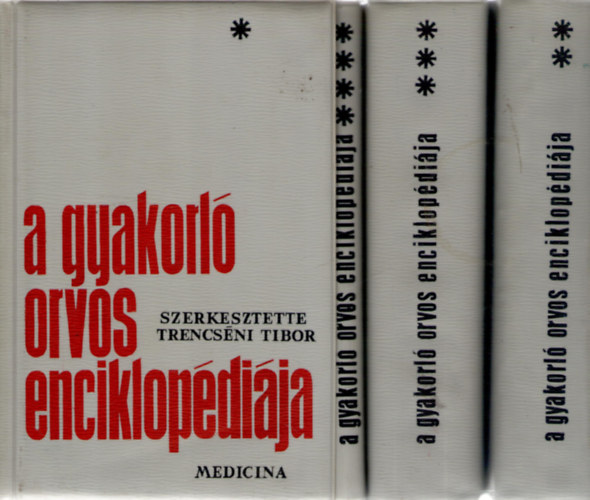 *
a gyakorló
orvos
enciklopédiája
SZERKESZTETTE
TRENCSÉNI TIBOR
MEDICINA
**** a gyakorló orvos enciklopédiája
*** a gyakorló orvos enciklopédiája
** a gyakorló orvos enciklopédiája